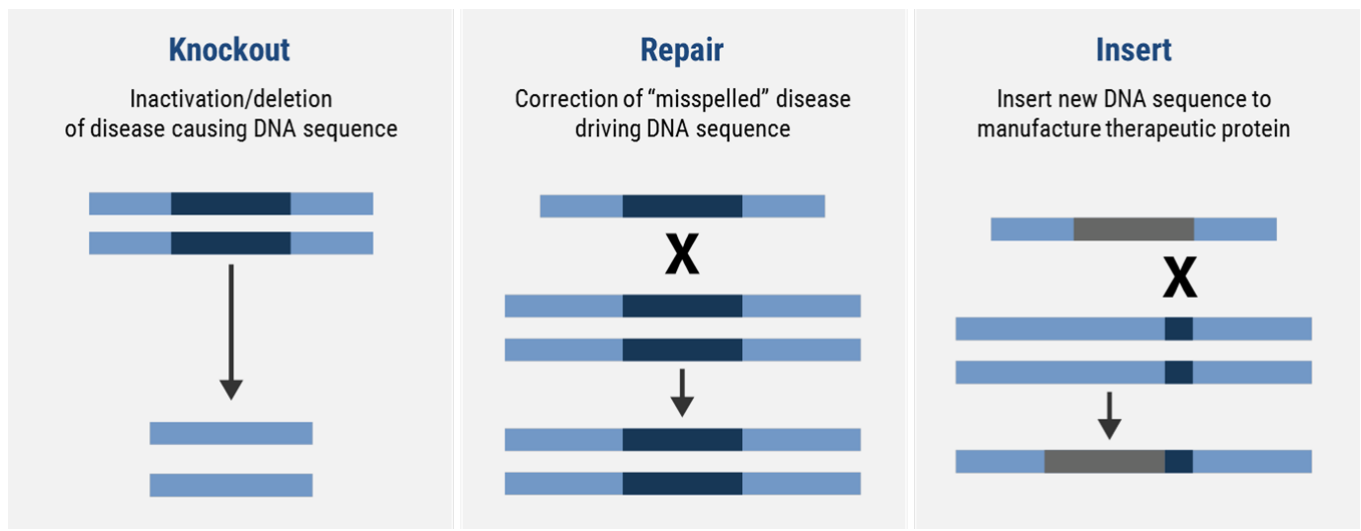 Knockout
Inactivation/deletion
of disease causing DNA sequence
X
Repair
Correction of “misspelled” disease
driving DNA sequence
X
Insert
Insert new DNA sequence to
manufacture therapeutic protein